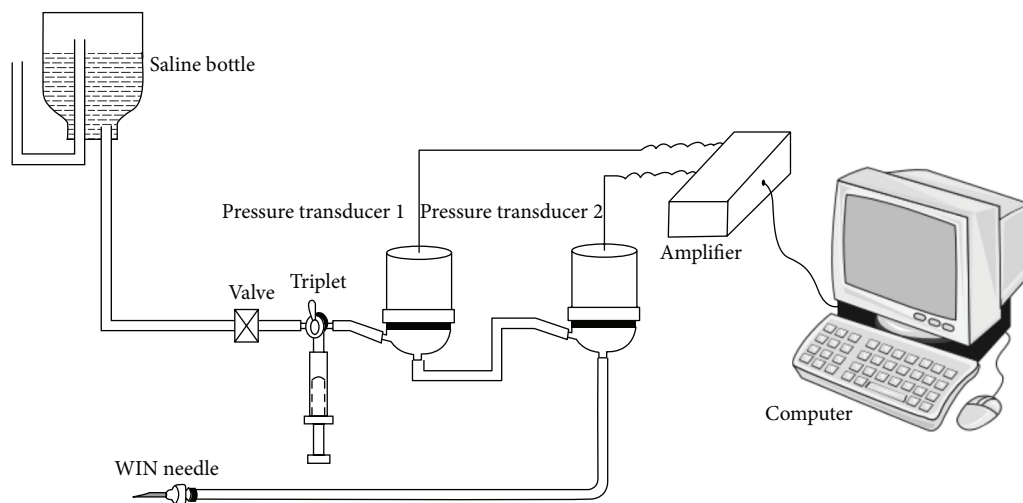 Saline bottle
Pressure transducer 1
Pressure transducer 2
Amplifier
Triplet
Valve
Computer
WIN needle